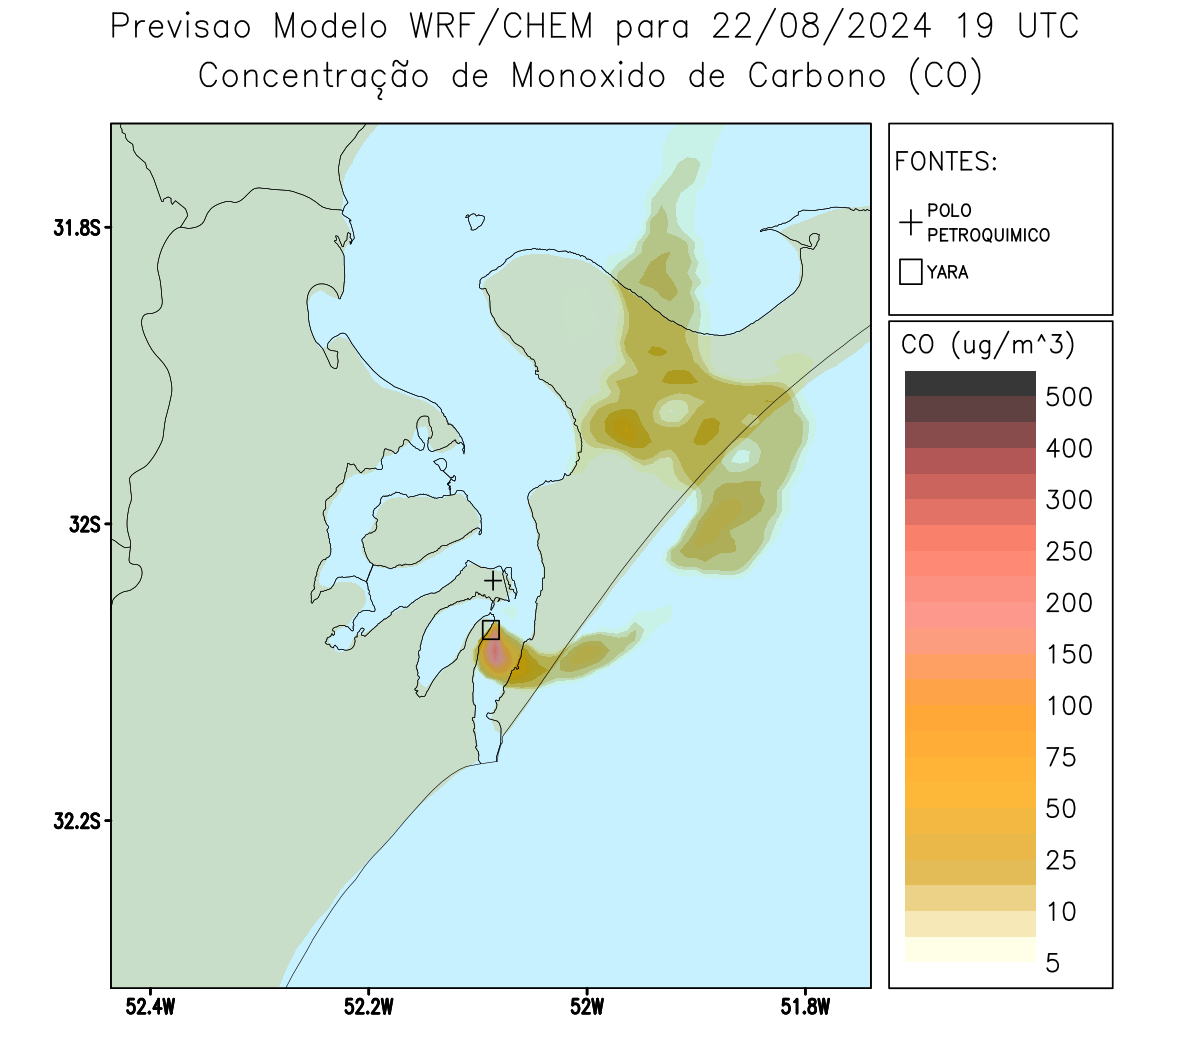 Previsao Modelo WRF/CHEM para 22/08/2024 19 UTC
Concentração de Monoxido de Carbono (CO)
FONTES:
POLO
PETROQUIMICO
YARA
CO (ug/m^3)
500
400
300
250
200
150
100
75
50
25
10
5
31.8S
32S
32.2S
52.4W
52.2W
52W
51.8W